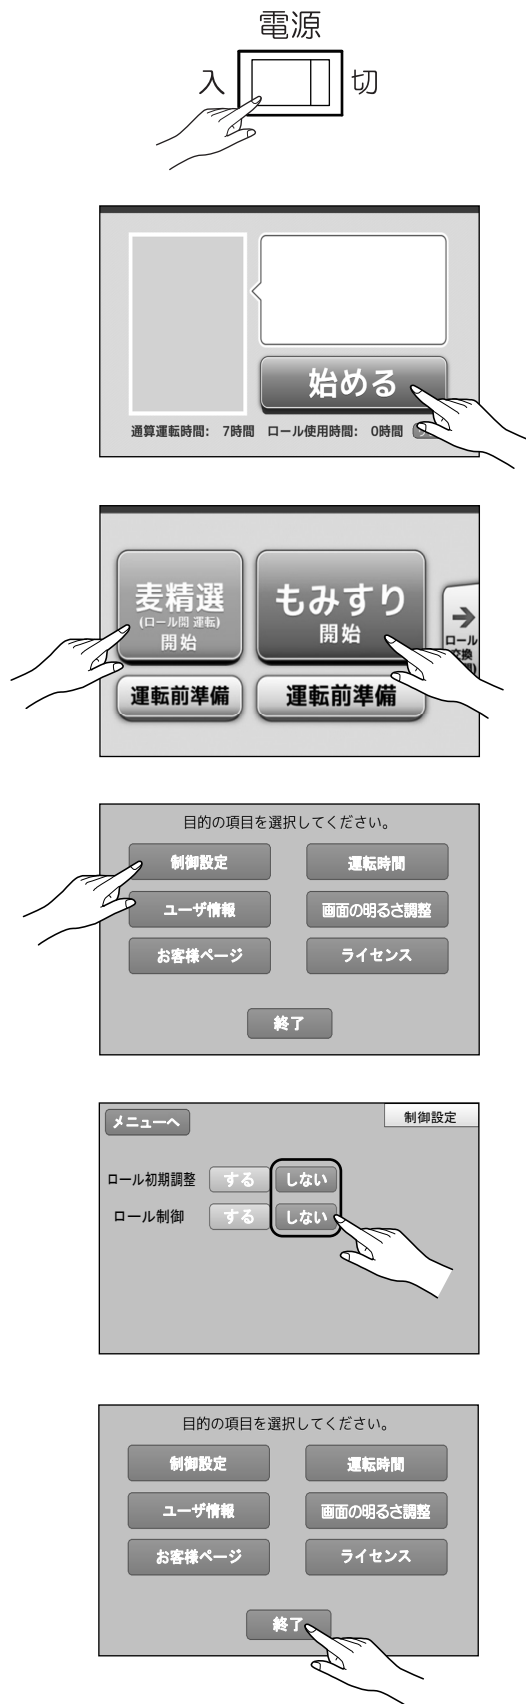 電源
入
切
始める
通算運転時間: 7時間 ロール使用時間: 0時間
麦精選
(ロール開 運転)
開始
もみすり
開始
ロール
交換
運転前準備
運転前準備
目的の項目を選択してください。
制御設定
運転時間
ユーザ情報
画面の明るさ調整
お客様ページ
ライセンス
終了
メニューへ
制御設定
ロール初期調整 する しない
ロール制御 する しない
目的の項目を選択してください。
制御設定
運転時間
ユーザ情報
画面の明るさ調整
お客様ページ
ライセンス
終了